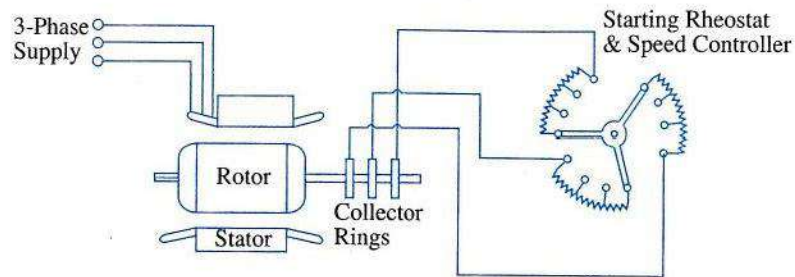 3-Phase
Supply
Starting Rheostat
& Speed Controller
Rotor
Stator
Collector
Rings